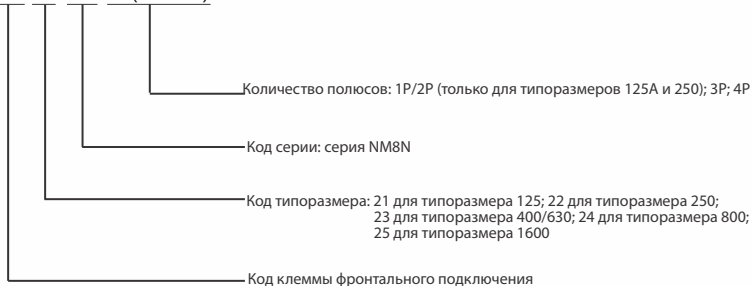 Количество полюсов: 1P/2P (только для типоразмеров 125А и 250); 3P; 4P
Код серии: серия NM8N
Код типоразмера: 21 для типоразмера 125; 22 для типоразмера 250;
23 для типоразмера 400/630; 24 для типоразмера 800;
25 для типоразмера 1600
Код клеммы фронтального подключения